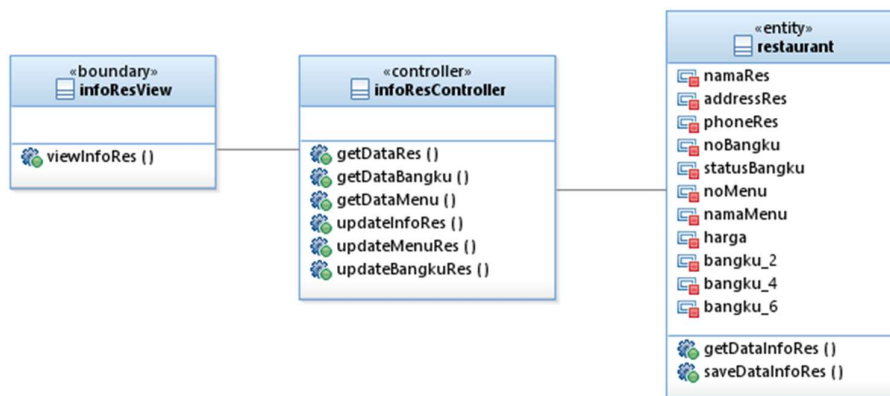 «boundary»
infoResView
viewInfoRes ()
«controller»
infoResController
getDataRes ()
getDataBangku ()
getDataMenu ()
updateInfoRes ()
updateMenuRes ()
updateBangkuRes ()
«entity»
restaurant
namaRes
addressRes
phoneRes
noBangku
statusBangku
noMenu
namaMenu
harga
bangku_2
bangku_4
bangku_6
getDataInfoRes ()
saveDataInfoRes ()